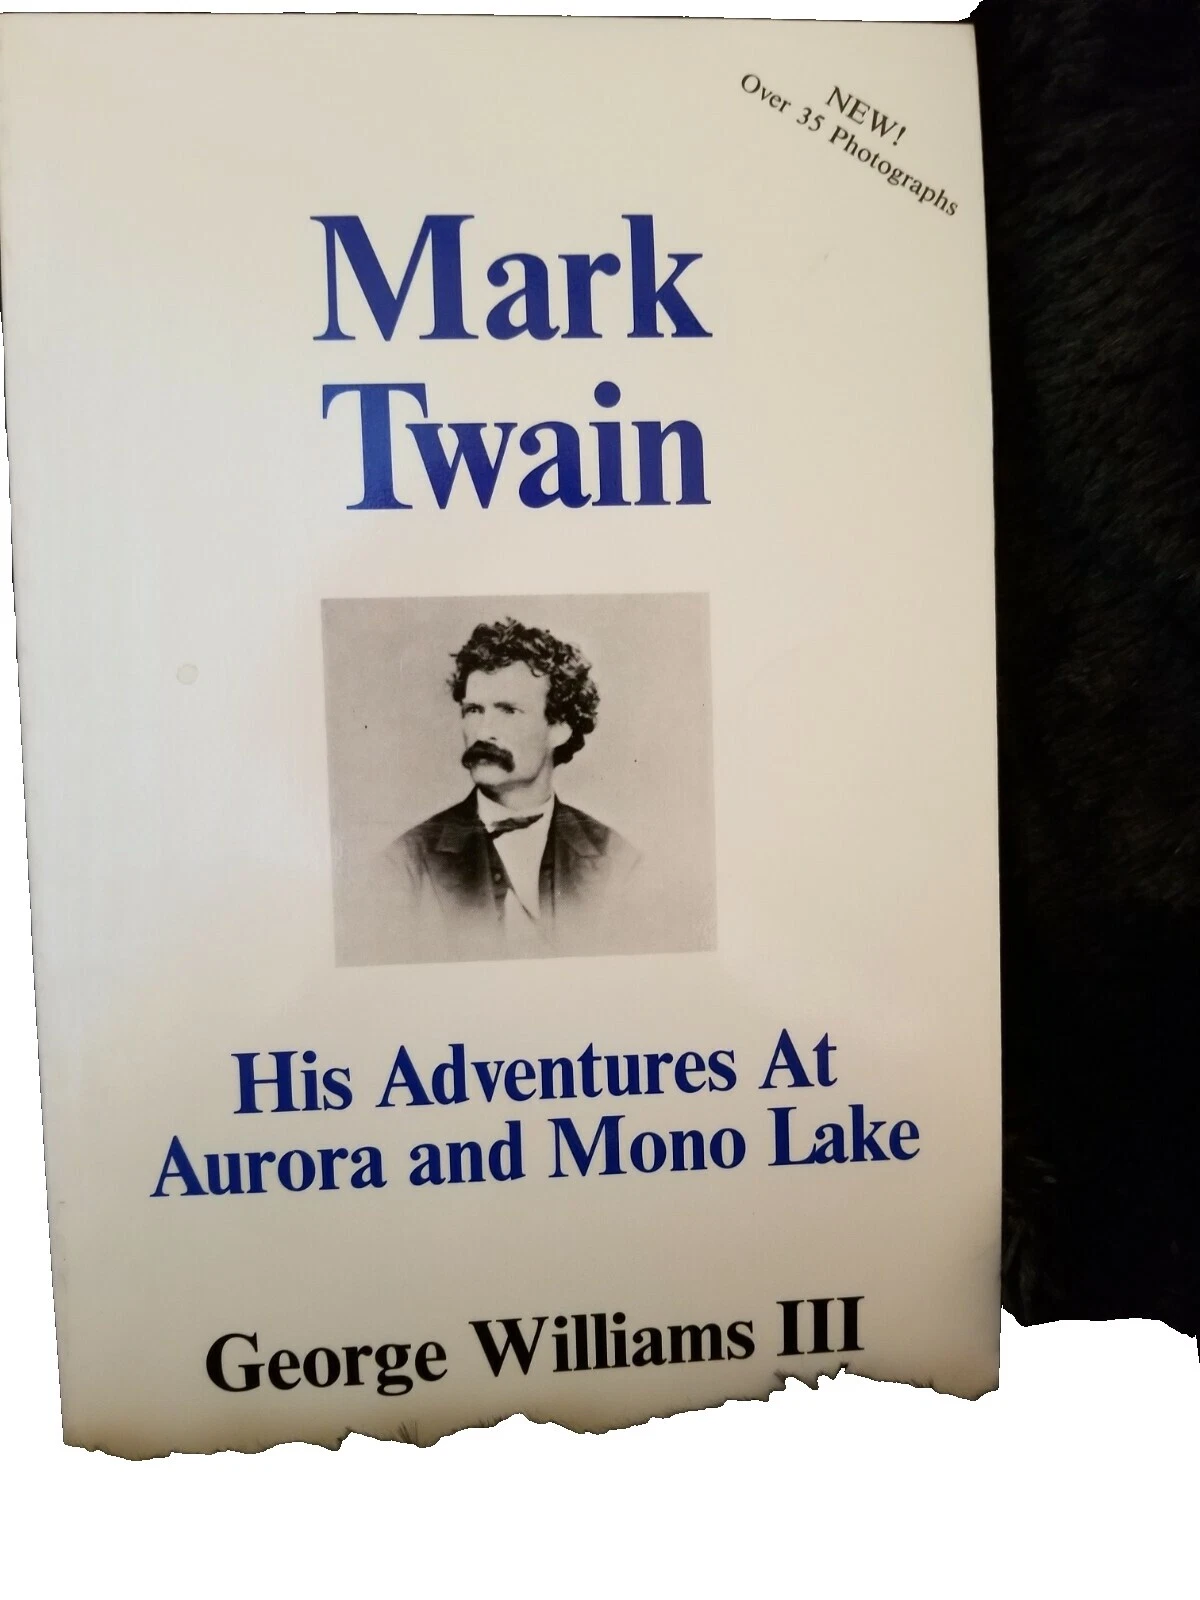 NEW!
Over 35 Photographs
Mark
Twain
His Adventures At
Aurora and Mono Lake
George Williams III